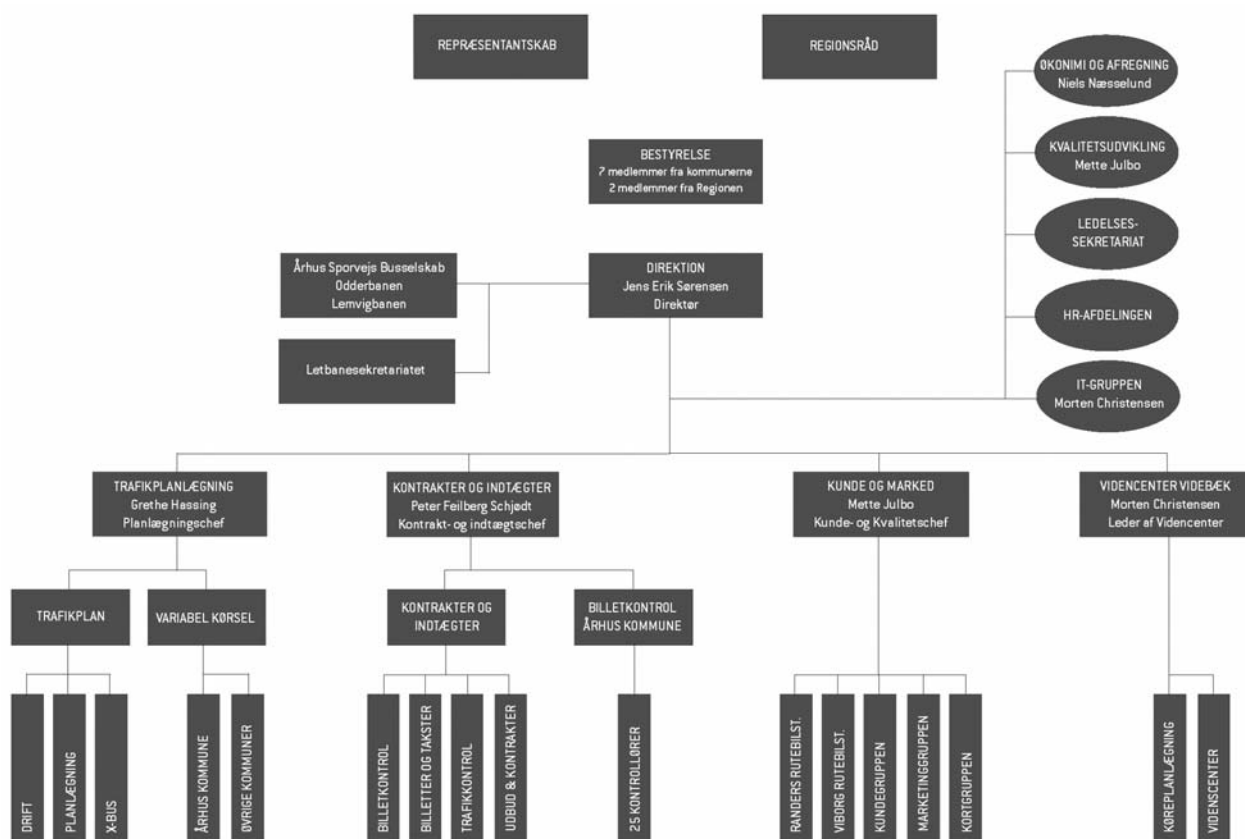 REPRÆSENTANTSKAB
REGIONSRÅD
ØKONIMI OG AFREGNING
Niels Næsselund
KVALITETSUDVIKLING
Mette Julbo
LEDELSES-
SEKRETARIAT
HR-AFDELINGEN
IT-GRUPPEN
Morten Christensen
BESTYRELSE
7 medlemmer fra kommunerne
2 medlemmer fra Regionen
Århus Sporvejs Busselskab
Odderbanen
Lemvigbanen
DIREKTION
Jens Erik Sørensen
Direktør
Letbanesekretariatet
TRAFIKPLANLÆGNING
Grethe Hassing
Planlægningschef
KONTRAKTER OG INDTÆGTER
Peter Feilberg Schjødt
Kontrakt- og indtægtschef
KUNDE OG MARKED
Mette Julbo
Kunde- og Kvalitetschef
VIDENCENTER VIDEBÆK
Morten Christensen
Leder af Videncenter
TRAFIKPLAN
VARIABEL KØRSEL
KONTRAKTER OG
INDTÆGTER
BILLETKONTROL
ÅRHUS KOMMUNE
DRIFT
PLANLÆGNING
X-BUS
ÅRHUS KOMMUNE
ØVRIGE KOMMUNER
BILLETKONTROL
BILLETTER OG TAKSTER
TRAFIKKONTROL
UDBUD & KONTRAKTER
25 KONTROLLØRER
RANDERS RUTEBILST.
VIBORG RUTEBILST.
KUNDEGRUPPEN
MARKETINGGRUPPEN
KORTGRUPPEN
KØREPLANLÆGNING
VIDENSCENTER